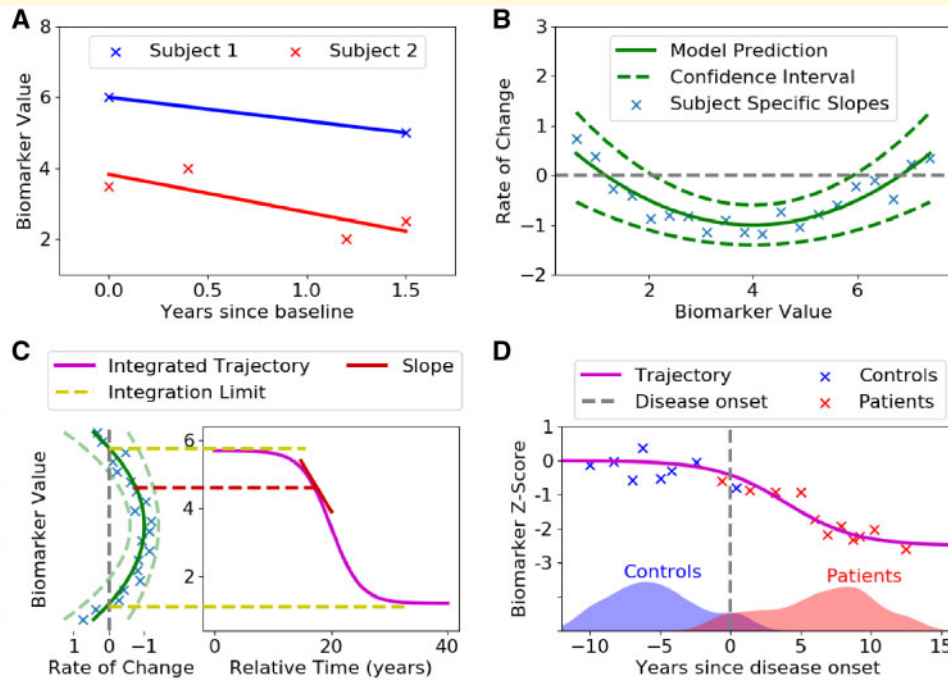 A
8
6
4
2
Biomarker Value
Subject 1
Subject 2
0.0
0.5
1.0
1.5
Years since baseline
B
3
2
1
0
−1
−2
Rate of Change
Model Prediction
Confidence Interval
Subject Specific Slopes
2
4
6
Biomarker Value
C
Integrated Trajectory
Slope
Integration Limit
Biomarker Value
1
0
−1
Rate of Change
6
4
2
0
20
40
Relative Time (years)
D
Trajectory
Controls
Disease onset
Patients
Biomarker Z-Score
1
0
-1
-2
-3
Controls
Patients
−10
−5
0
5
10
15
Years since disease onset